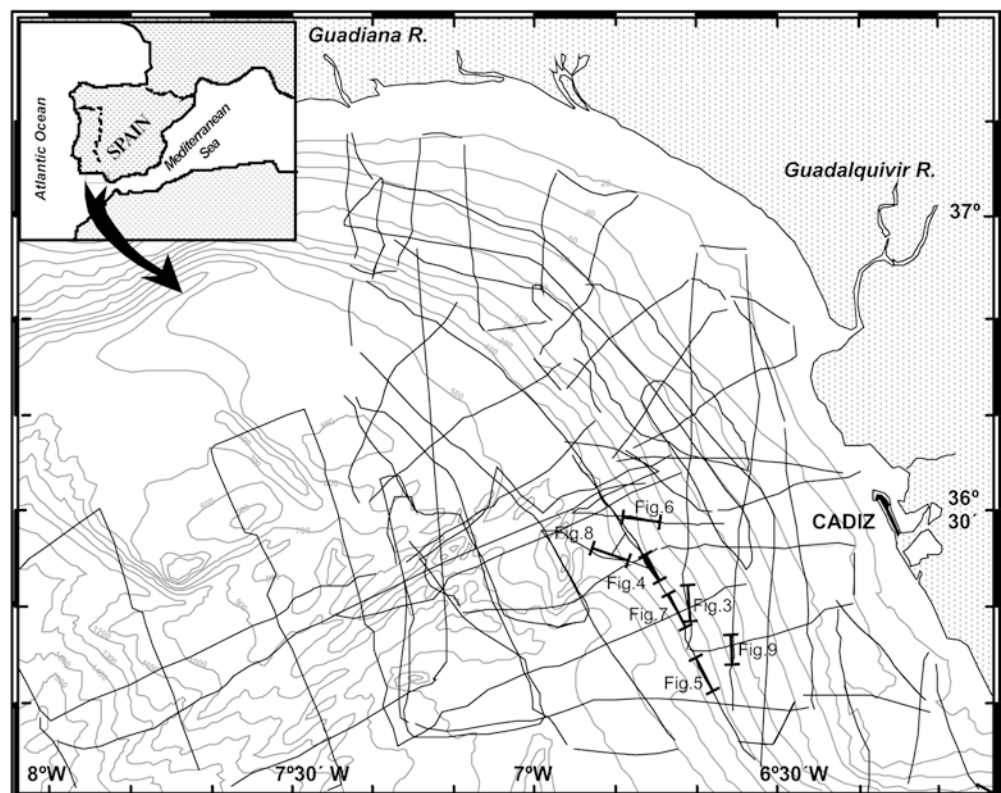 Guadiana R.
Atlantic Ocean
SPAIN
Mediterranean
Sea
Guadalquivir R.
37º
36º
30´
CADIZ
Fig.6
Fig.8
Fig.4
Fig.3
Fig.7
Fig.9
Fig.5
8ºW
7º30´W
7ºW
6º30´W